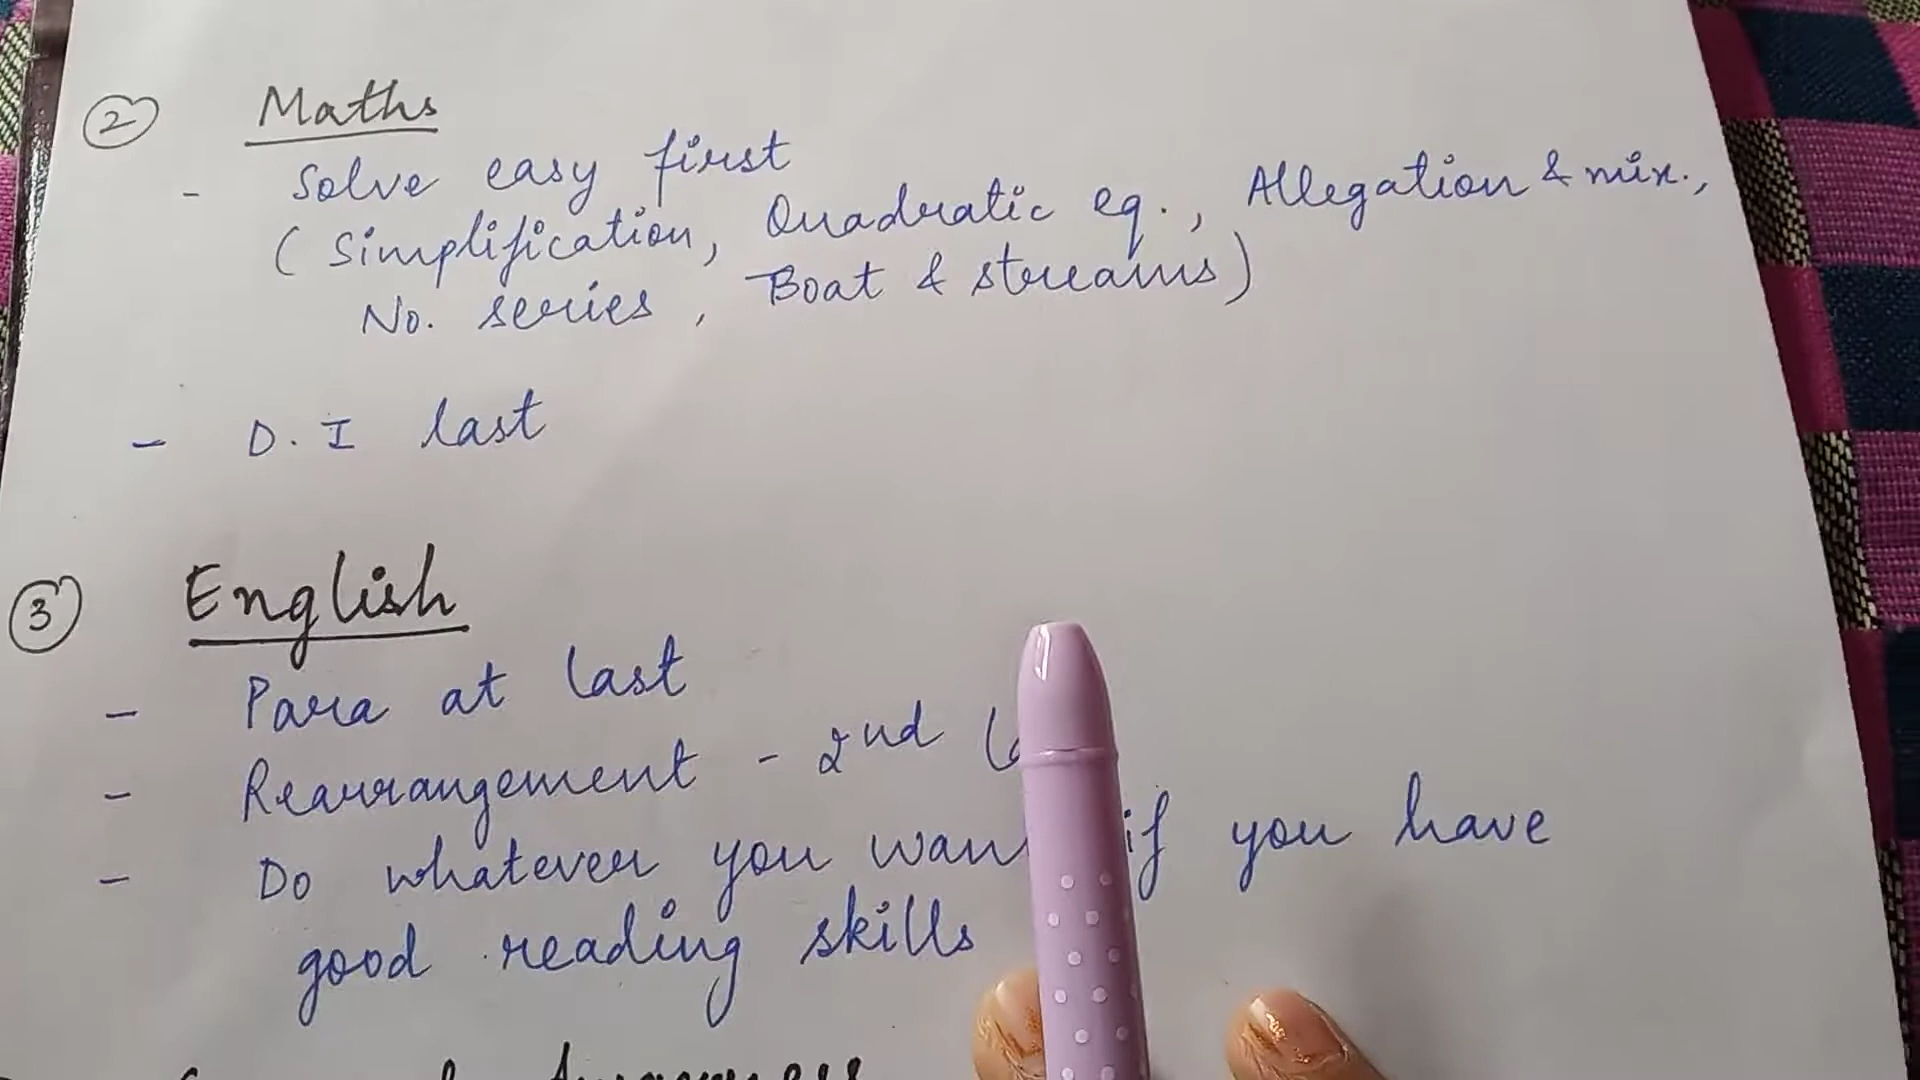 2 Maths
- Solve easy first
( Simplification, Quadratic eq., Allegation & mix.,
No. series, Boat & streams)
- D.I last
3 English
- Para at last
- Rearrangement - 2nd
- Do whatever you if you have
good reading skills